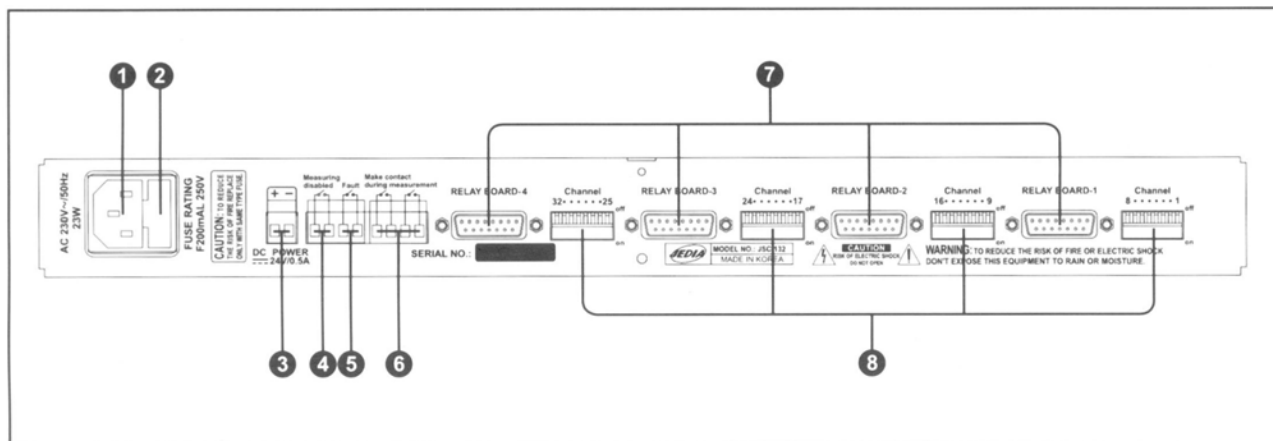 1
2
7
AC 230V~/50Hz
23W
FUSE RATING
F200mAL 250V
CAUTION: TO REDUCE
THE RISK OF FIRE REPLACE
ONLY WITH SAME TYPE FUSE.
+ −
DC POWER
24V/0.5A
Measuring
disabled
Fault
Make contact
during measurement
RELAY BOARD-4
Channel
32••••••25
off
on
RELAY BOARD-3
Channel
24••••••17
off
on
RELAY BOARD-2
Channel
16••••••9
off
on
RELAY BOARD-1
Channel
8••••••1
off
on
SERIAL NO.:
JEDIA
MODEL NO.: JSC-132
MADE IN KOREA
CAUTION
RISK OF ELECTRIC SHOCK
DO NOT OPEN
WARNING: TO REDUCE THE RISK OF FIRE OR ELECTRIC SHOCK
DON'T EXPOSE THIS EQUIPMENT TO RAIN OR MOISTURE.
3
4
5
6
8